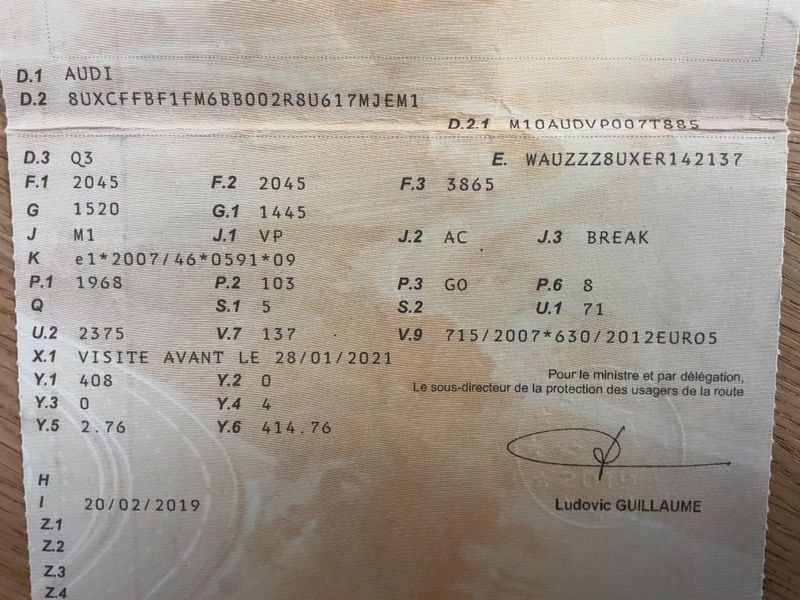 D.1 AUDI
D.2 8UXCFFBF1FM6BB002R8U617MJEM1
D.2.1 M10AUDVP007T885
D.3 Q3 E. WAUZZZ8UXER142137
F.1 2045 F.2 2045 F.3 3865
G 1520 G.1 1445
J M1 J.1 VP J.2 AC J.3 BREAK
K e1*2007/46*0591*09
P.1 1968 P.2 103 P.3 GO P.6 8
Q S.1 5 S.2 U.1 71
U.2 2375 V.7 137 V.9 715/2007*630/2012EURO5
X.1 VISITE AVANT LE 28/01/2021
Y.1 408 Y.2 0
Pour le ministre et par délégation,
Le sous-directeur de la protection des usagers de la route
Y.3 0 Y.4 4
Y.5 2.76 Y.6 414.76
H
I 20/02/2019
Ludovic GUILLAUME
Z.1
Z.2
Z.3
Z.4